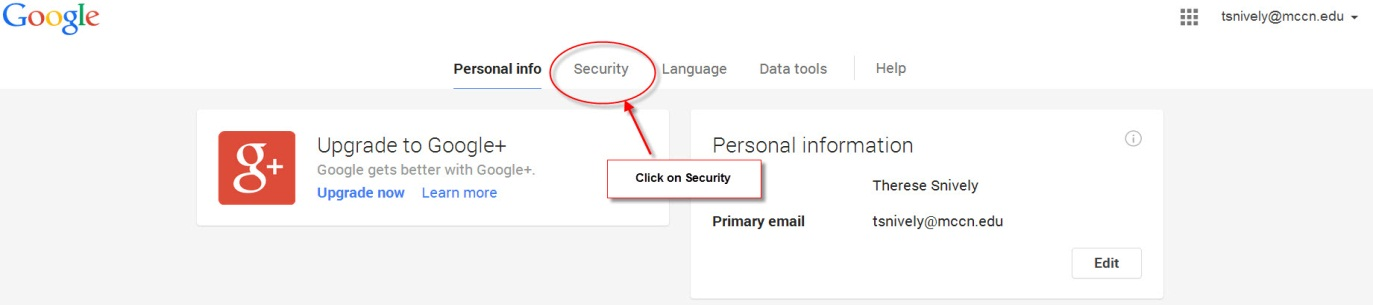 Google
tsnively@mccn.edu
Personal info Security Language Data tools Help
g+
Upgrade to Google+
Google gets better with Google+.
Upgrade now Learn more
Click on Security
Personal information
Therese Snively
Primary email tsnively@mccn.edu
Edit